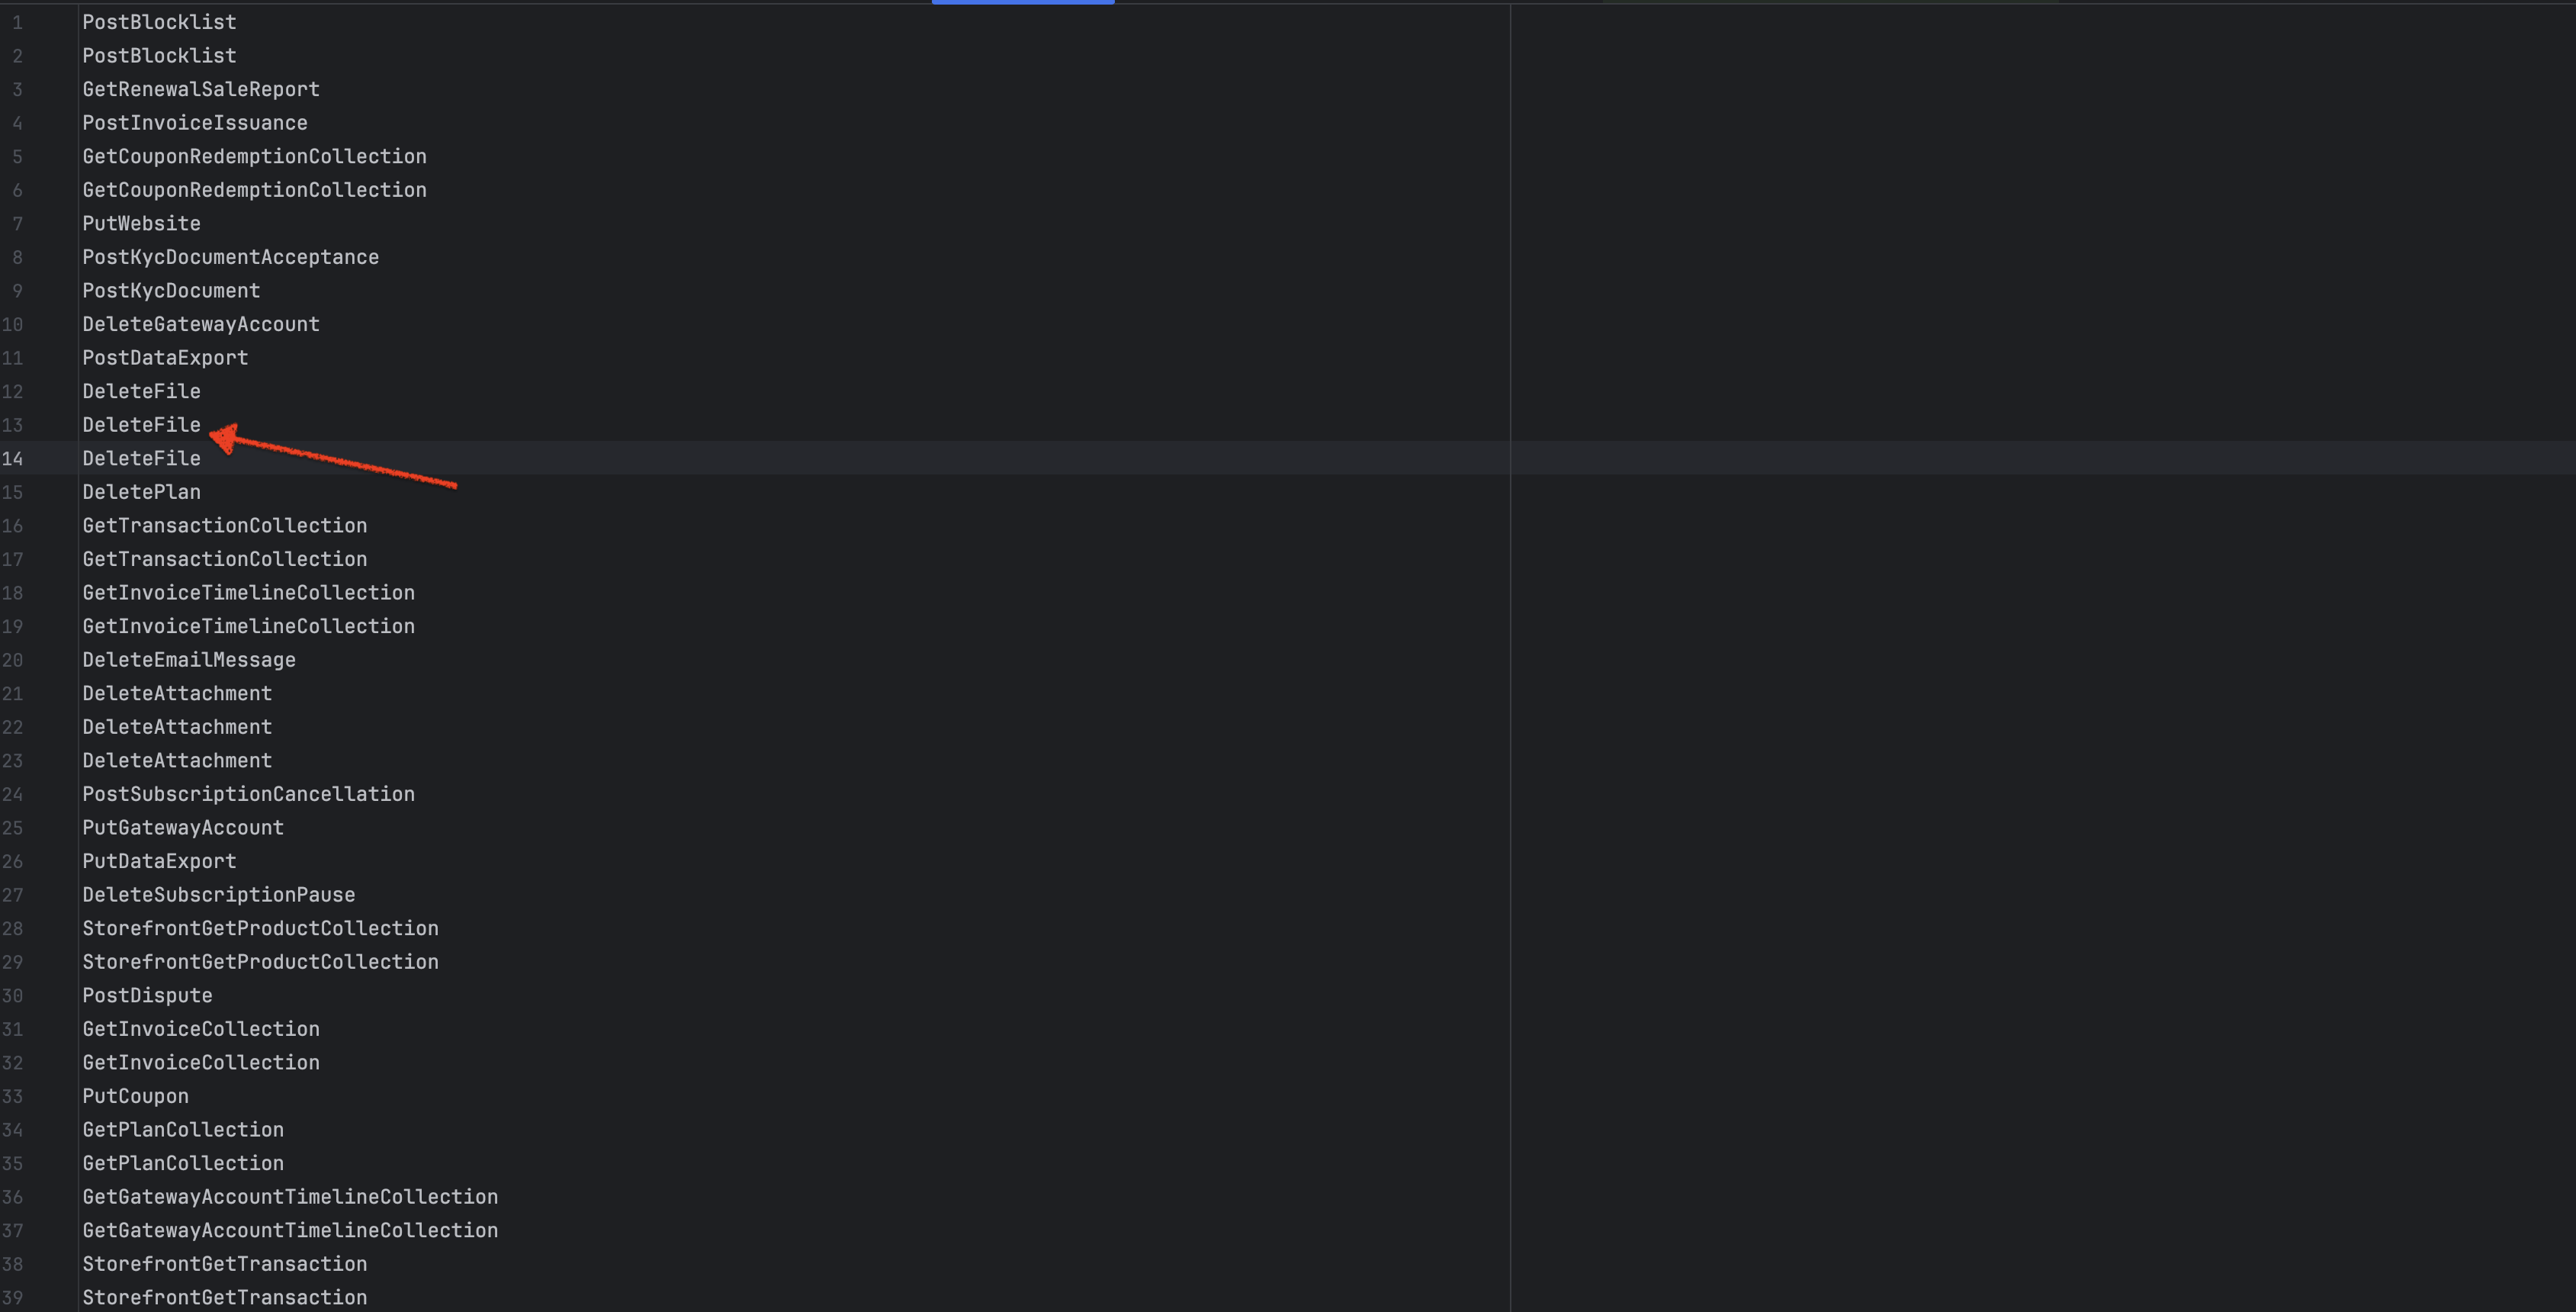 1 PostBlocklist
2 PostBlocklist
3 GetRenewalSaleReport
4 PostInvoiceIssuance
5 GetCouponRedemptionCollection
6 GetCouponRedemptionCollection
7 PutWebsite
8 PostKycDocumentAcceptance
9 PostKycDocument
10 DeleteGatewayAccount
11 PostDataExport
12 DeleteFile
13 DeleteFile
14 DeleteFile
15 DeletePlan
16 GetTransactionCollection
17 GetTransactionCollection
18 GetInvoiceTimelineCollection
19 GetInvoiceTimelineCollection
20 DeleteEmailMessage
21 DeleteAttachment
22 DeleteAttachment
23 DeleteAttachment
24 PostSubscriptionCancellation
25 PutGatewayAccount
26 PutDataExport
27 DeleteSubscriptionPause
28 StorefrontGetProductCollection
29 StorefrontGetProductCollection
30 PostDispute
31 GetInvoiceCollection
32 GetInvoiceCollection
33 PutCoupon
34 GetPlanCollection
35 GetPlanCollection
36 GetGatewayAccountTimelineCollection
37 GetGatewayAccountTimelineCollection
38 StorefrontGetTransaction
39 StorefrontGetTransaction